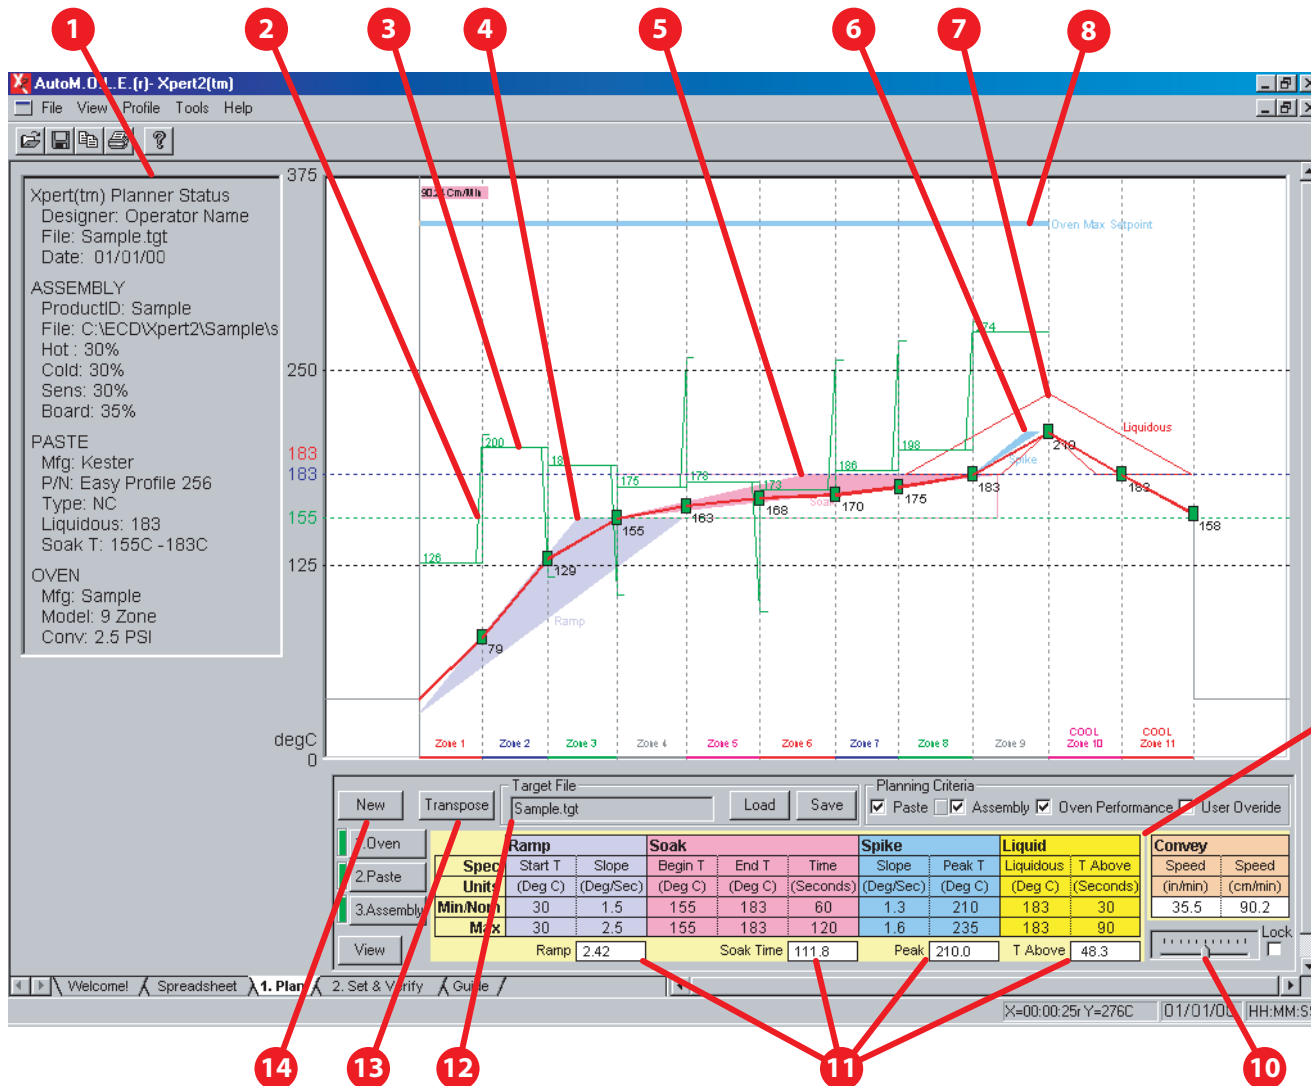 1 2 3 4 5 6 7 8
AutoM.O.L.E.(r)- Xpert2(tm)
File View Profile Tools Help
Xpert(tm) Planner Status
Designer: Operator Name
File: Sample.tgt
Date: 01/01/00
ASSEMBLY
ProductID: Sample
File: C:\ECD\Xpert2\Sample\s
Hot : 30%
Cold: 30%
Sens: 30%
Board: 35%
PASTE
Mfg: Kester
P/N: Easy Profile 256
Type: NC
Liquidous: 183
Soak T: 155C -183C
OVEN
Mfg: Sample
Model: 9 Zone
Conv: 2.5 PSI
375
250
183
183
155
125
degC
0
90.24 Cm/Min
Oven Max Setpoint
126 200 175 178 173 186 198
Liquidous
Spike
Soak
Ramp
79 129 155 163 168 170 175 183 210 183 158
Zone 1 Zone 2 Zone 3 Zone 4 Zone 5 Zone 6 Zone 7 Zone 8 Zone 9 COOL Zone 10 COOL Zone 11
New Transpose Target File Sample.tgt Load Save
Planning Criteria
Paste Assembly Oven Performance User Overide
1.Oven
2.Paste
3.Assembly
View
Ramp Soak Spike Liquid Convey
Spec Start T Slope Begin T End T Time Slope Peak T Liquidous T Above Speed Speed
Units (Deg C) (Deg/Sec) (Deg C) (Deg C) (Seconds) (Deg/Sec) (Deg C) (Deg C) (Seconds) (in/min) (cm/min)
Min/Nom 30 1.5 155 183 60 1.3 210 183 30 35.5 90.2
Max 30 2.5 155 183 120 1.6 235 183 90
Ramp 2.42 Soak Time 111.8 Peak 210.0 T Above 48.3
Lock
Welcome! Spreadsheet 1. Plan 2. Set & Verify Guide
X=00:00:25r Y=276C 01/01/00 HH:MM:S
14 13 12 11 10